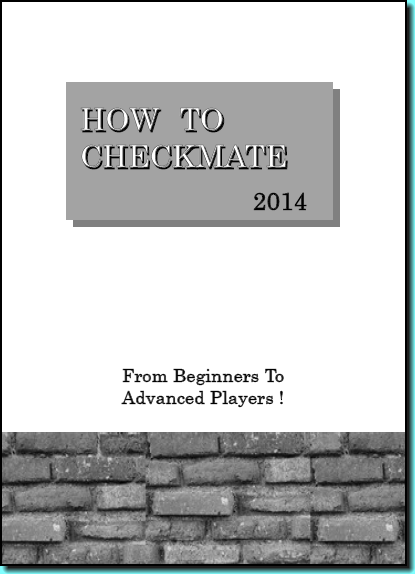 HOW TO
CHECKMATE
2014
From Beginners To
Advanced Players !